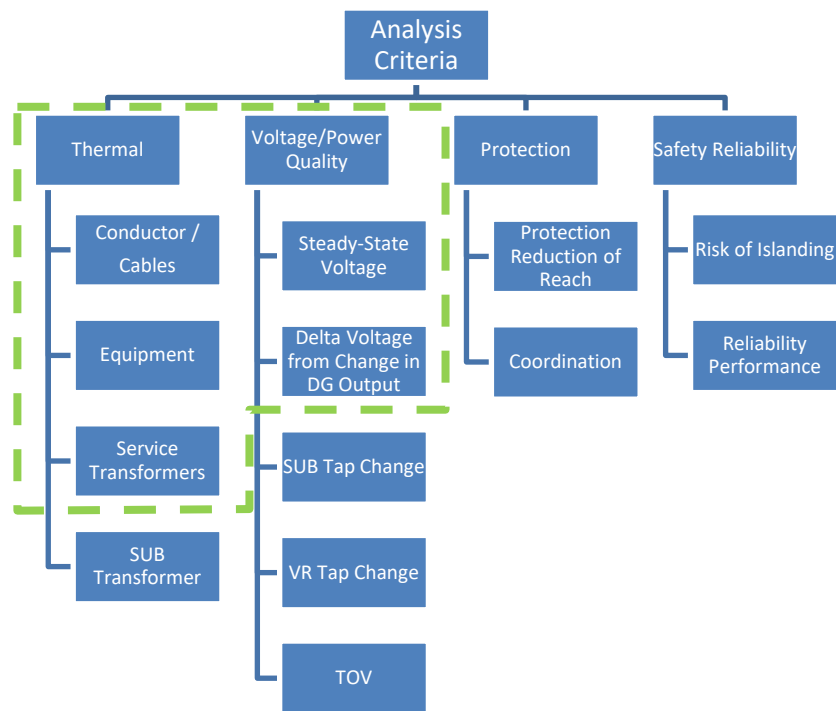 Analysis
Criteria
Thermal
Voltage/Power
Quality
Protection
Safety Reliability
Conductor /
Cables
Equipment
Service
Transformers
SUB
Transformer
Steady-State
Voltage
Delta Voltage
from Change in
DG Output
SUB Tap Change
VR Tap Change
TOV
Protection
Reduction of
Reach
Coordination
Risk of Islanding
Reliability
Performance